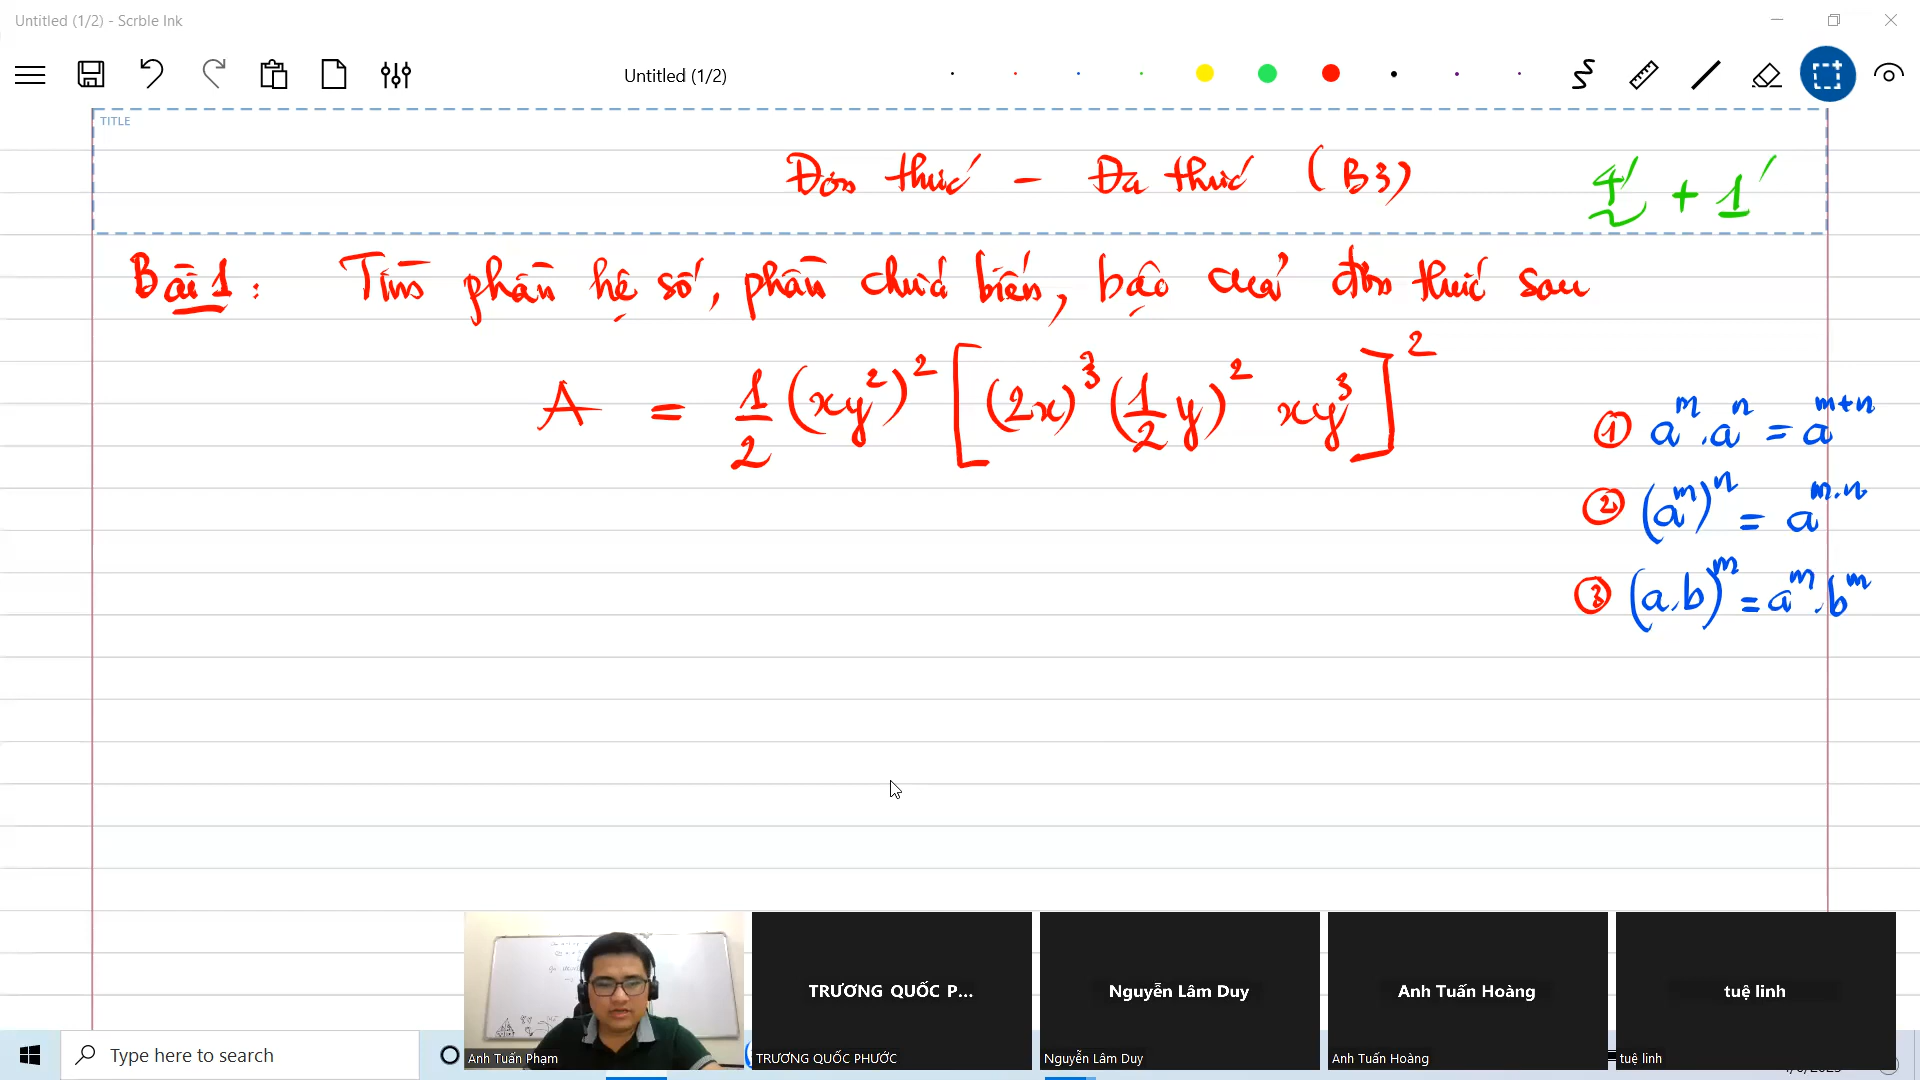 Untitled (1/2) - Scrble Ink
Untitled (1/2)
TITLE
Đơn thức - Đa thức (B3)
4' + 1'
Bài 1: Tìm phần hệ số, phần chứa biến, bậc của đơn thức sau
A = 1/2 (xy²)² [(2x)³ (1/2 y)² xy³]²
① a^m . a^n = a^(m+n)
② (a^m)^n = a^(m.n)
③ (a.b)^m = a^m . b^m
TRƯƠNG QUỐC P...
Nguyễn Lâm Duy
Anh Tuấn Hoàng
tuệ linh
Anh Tuấn Phạm
TRƯƠNG QUỐC PHƯỚC
Nguyễn Lâm Duy
Anh Tuấn Hoàng
tuệ linh
Type here to search